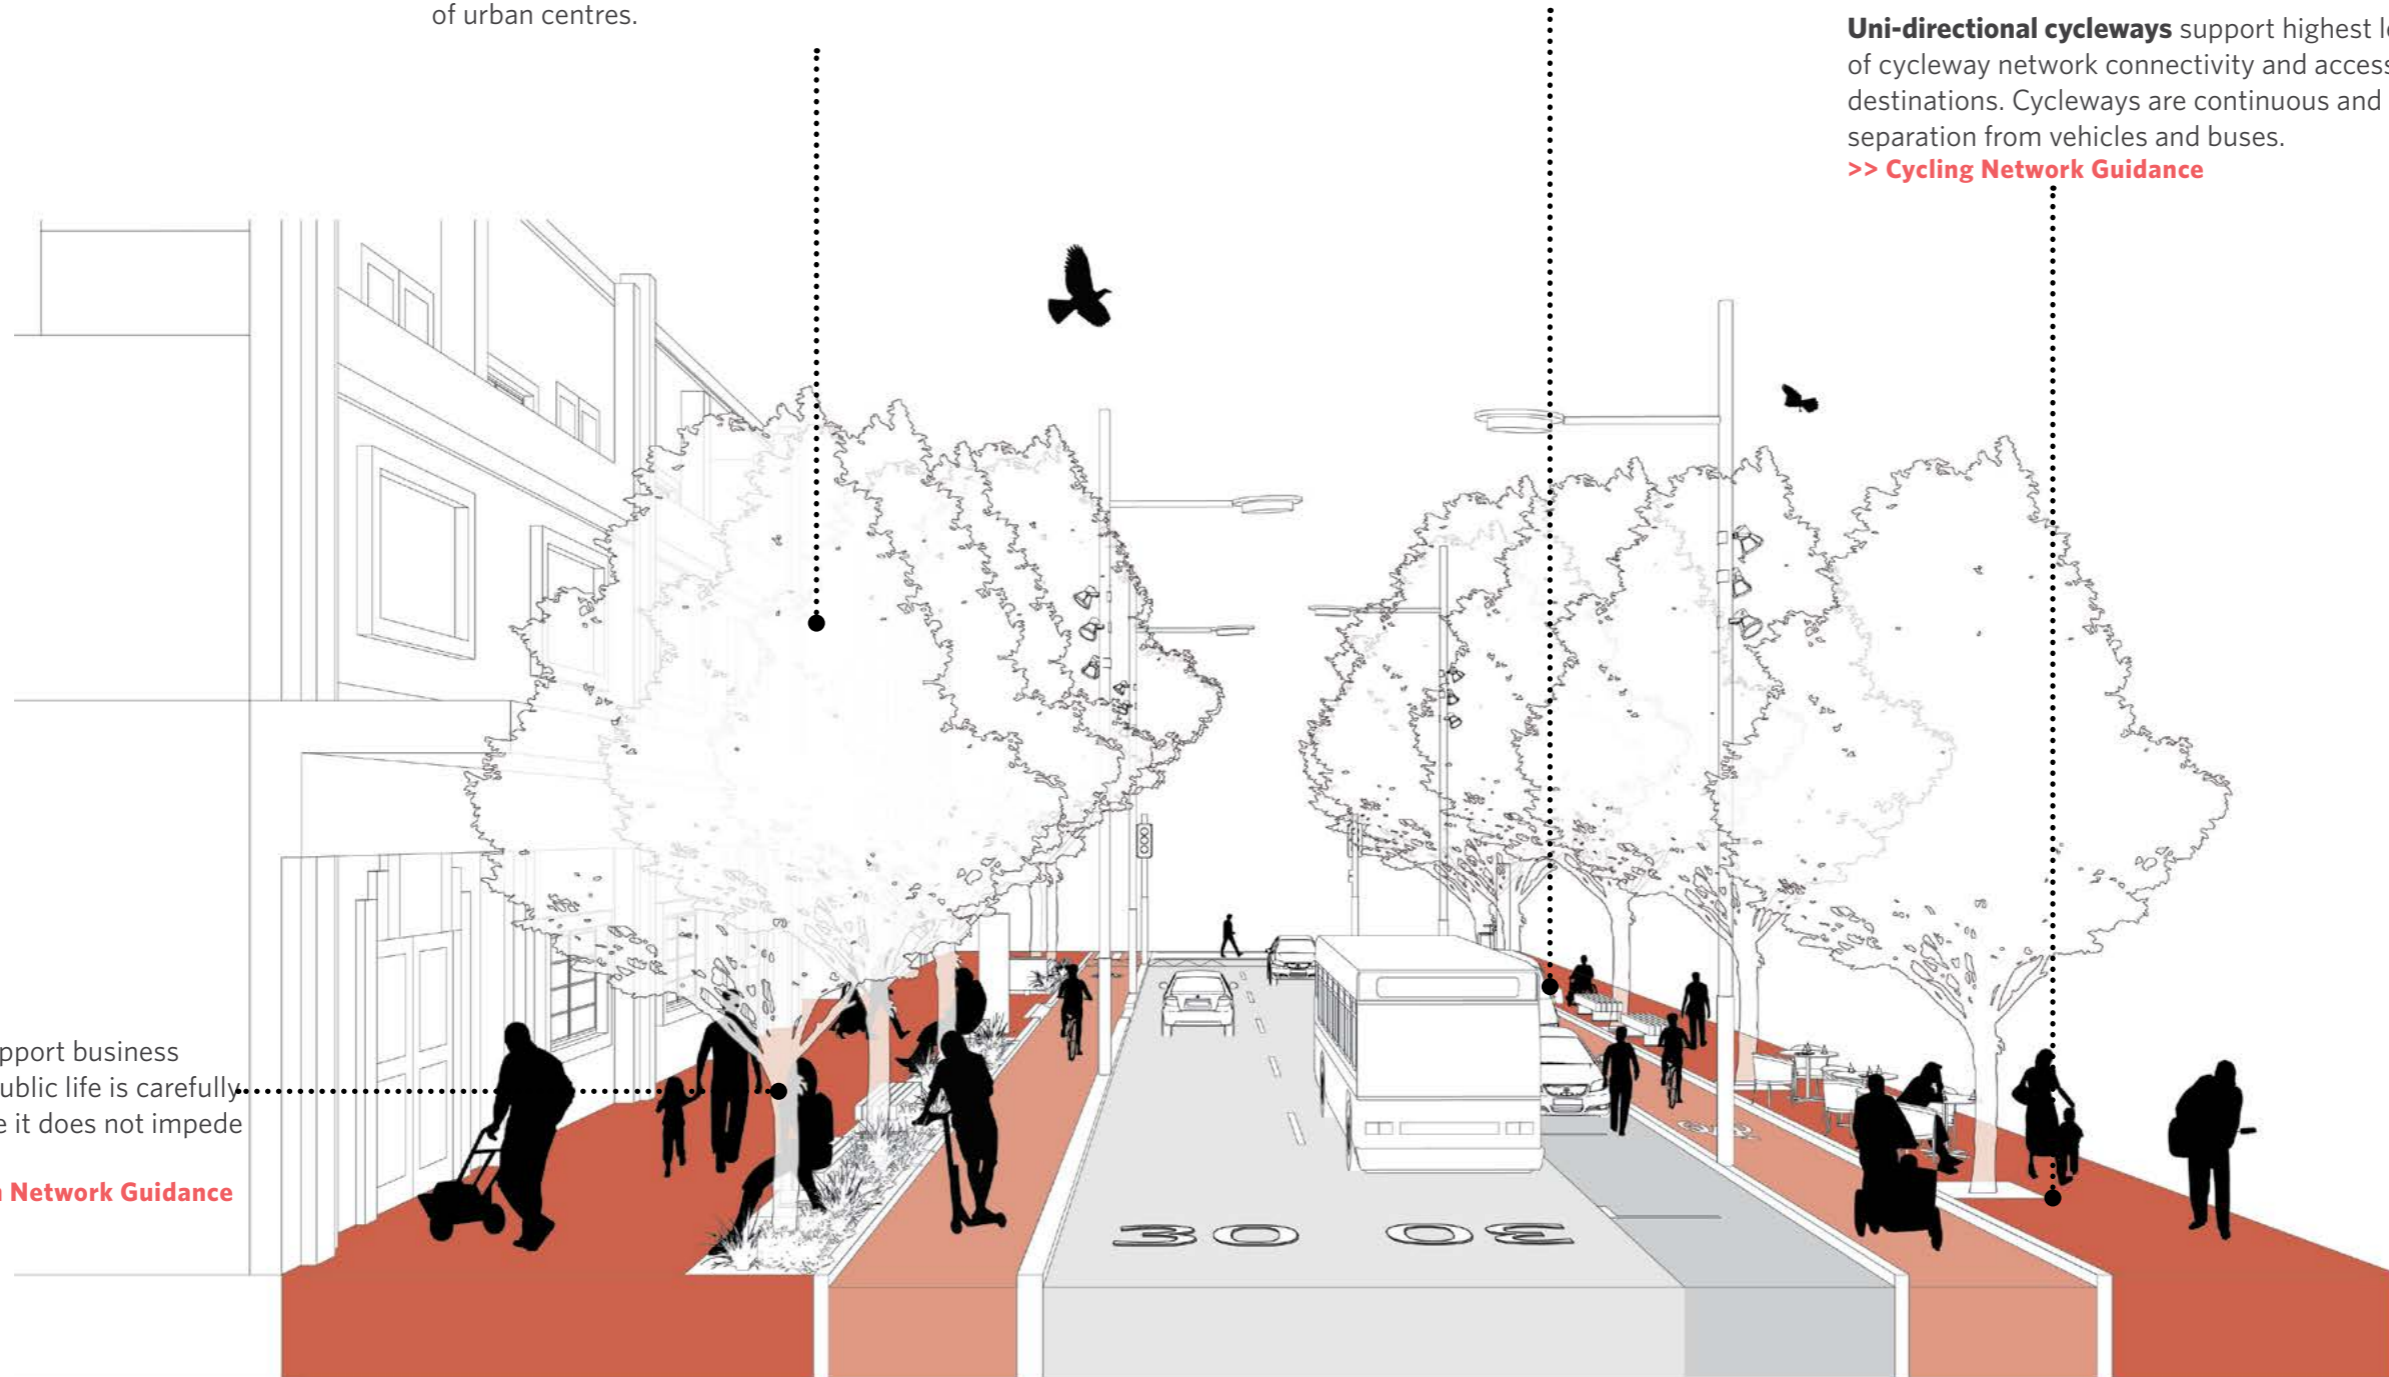 of urban centres.
Uni-directional cycleways support highest
of cycleway network connectivity and access
destinations. Cycleways are continuous and
separation from vehicles and buses.
>> Cycling Network Guidance
pport business
ublic life is carefully
e it does not impede
n Network Guidance
30 30